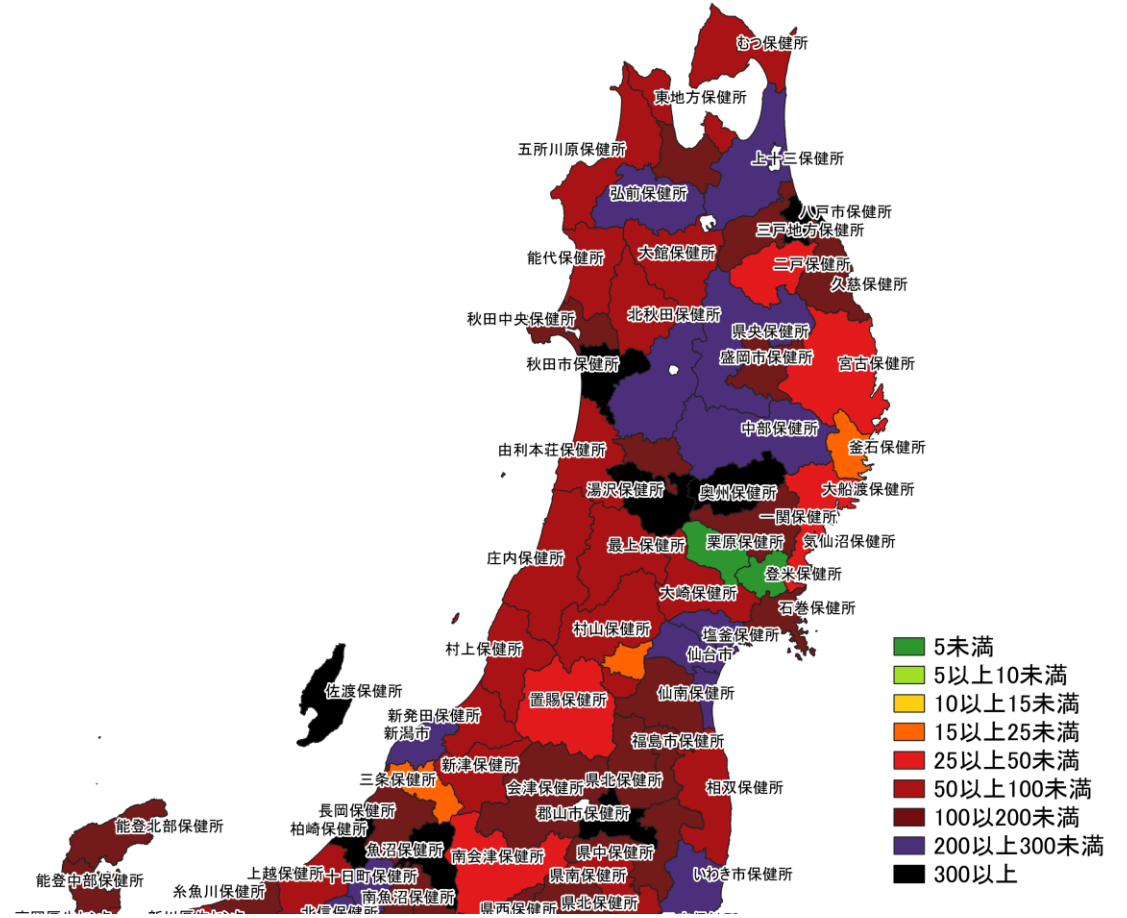 むつ保健所
東地方保健所
五所川原保健所
上十三保健所
弘前保健所
八戸市保健所
三戸地方保健所
大館保健所
能代保健所
二戸保健所
久慈保健所
北秋田保健所
秋田中央保健所
県央保健所
盛岡市保健所
秋田市保健所
宮古保健所
中部保健所
釜石保健所
由利本荘保健所
湯沢保健所
奥州保健所
大船渡保健所
一関保健所
気仙沼保健所
栗原保健所
最上保健所
庄内保健所
登米保健所
大崎保健所
石巻保健所
村山保健所
塩釜保健所
仙台市
村上保健所
佐渡保健所
仙南保健所
置賜保健所
新発田保健所
新潟市
福島市保健所
新津保健所
三条保健所
会津保健所
県北保健所
相双保健所
長岡保健所
郡山市保健所
能登北部保健所
柏崎保健所
魚沼保健所
南会津保健所
県中保健所
上越保健所
十日町保健所
県南保健所
いわき市保健所
能登中部保健所
糸魚川保健所
南魚沼保健所
県西保健所
県北保健所
北信保健所
5未満
5以上10未満
10以上15未満
15以上25未満
25以上50未満
50以上100未満
100以200未満
200以上300未満
300以上